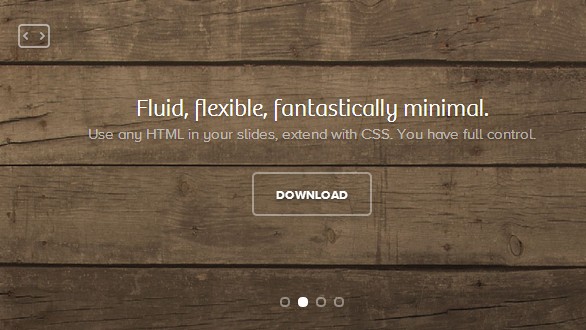 Fluid, flexible, fantastically minimal.
Use any HTML in your slides, extend with CSS. You have full control.
DOWNLOAD